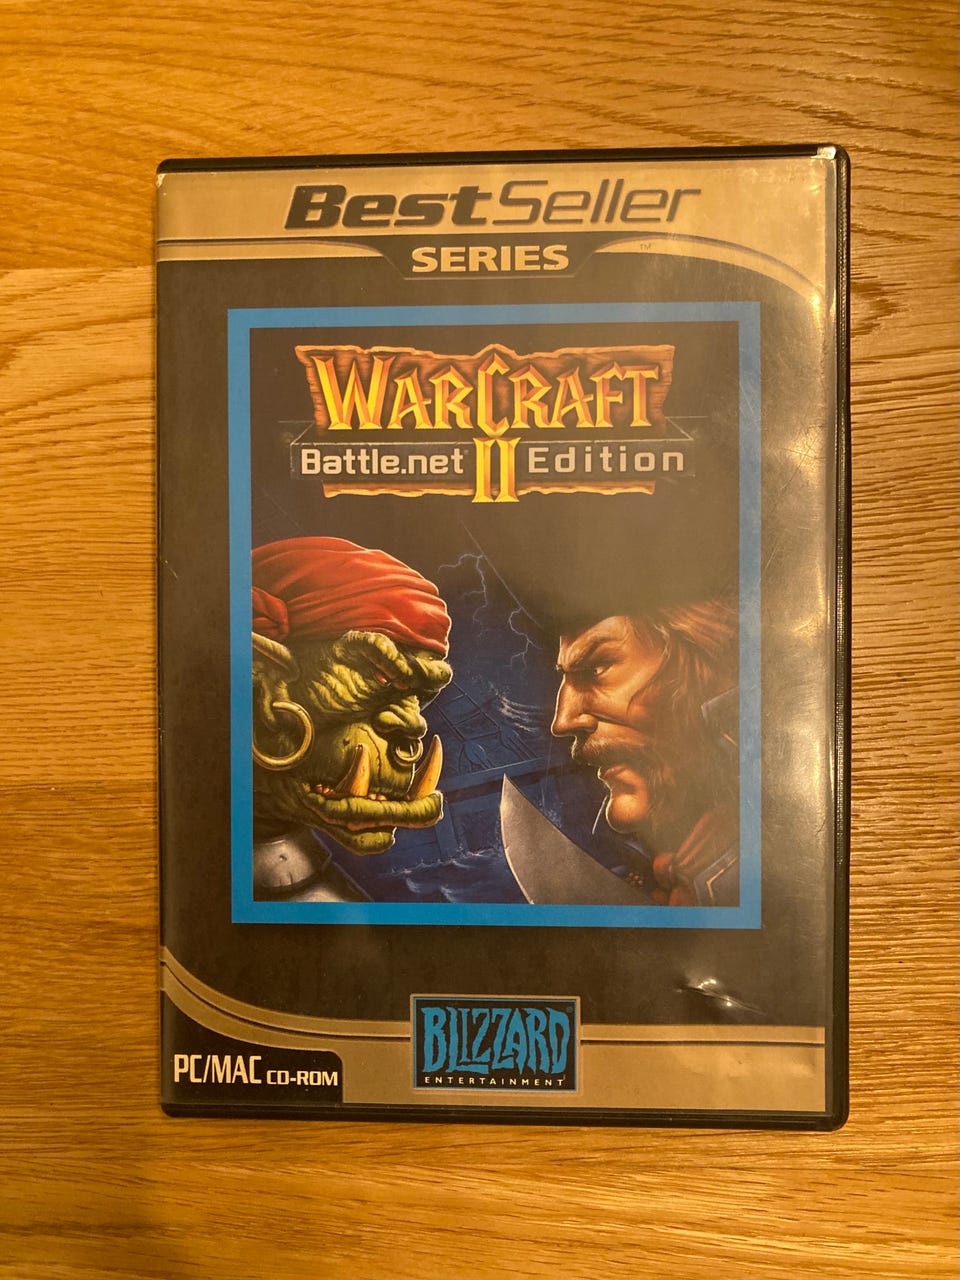 BestSeller
SERIES
TM
WARCRAFT
II
Battle.net® Edition
BLIZZARD®
ENTERTAINMENT
PC/MAC CD-ROM